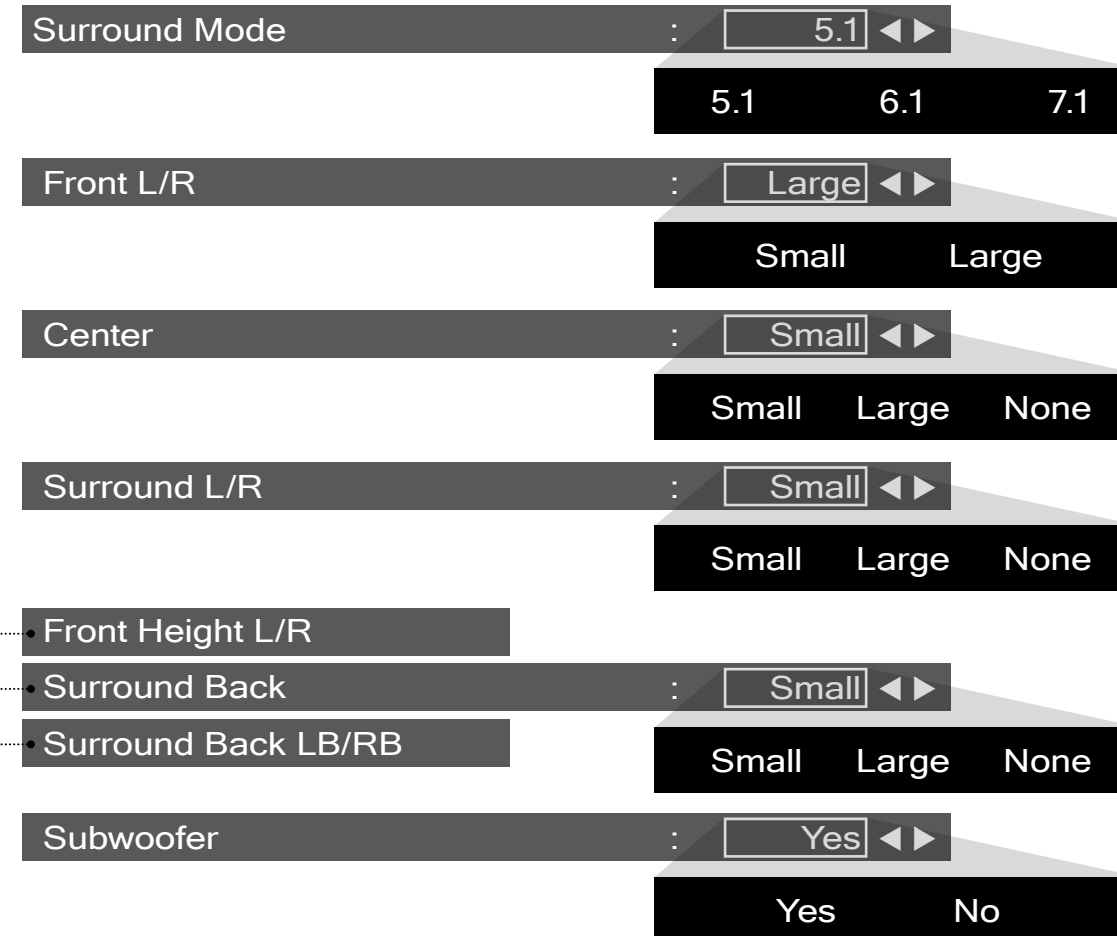 Surround Mode : 5.1
5.1 6.1 7.1
Front L/R : Large
Small Large
Center : Small
Small Large None
Surround L/R : Small
Small Large None
Front Height L/R
Surround Back : Small
Surround Back LB/RB
Small Large None
Subwoofer : Yes
Yes No